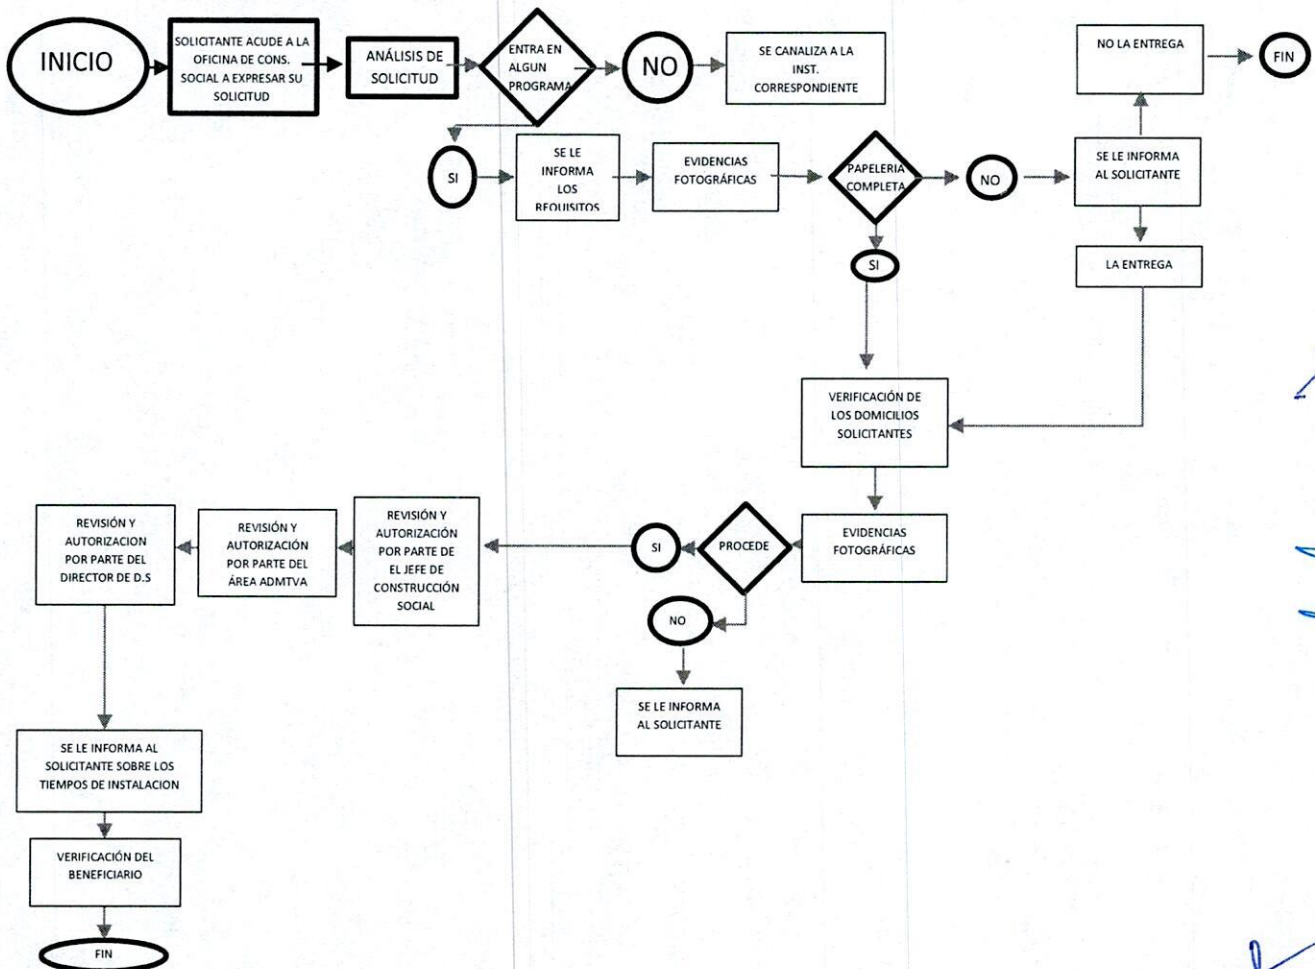 INICIO
SOLICITANTE ACUDE A LA
OFICINA DE CONS.
SOCIAL A EXPRESAR SU
SOLICITUD
ANÁLISIS DE
SOLICITUD
ENTRA EN
ALGUN
PROGRAMA
NO
SE CANALIZA A LA
INST.
CORRESPONDIENTE
NO LA ENTREGA
FIN
SI
SE LE
INFORMA
LOS
REQUISITOS
EVIDENCIAS
FOTOGRÁFICAS
PAPELERIA
COMPLETA
NO
SE LE INFORMA
AL SOLICITANTE
SI
LA ENTREGA
VERIFICACIÓN DE
LOS DOMICILIOS
SOLICITANTES
EVIDENCIAS
FOTOGRÁFICAS
PROCEDE
SI
REVISIÓN Y
AUTORIZACIÓN
POR PARTE DE
EL JEFE DE
CONSTRUCCIÓN
SOCIAL
REVISIÓN Y
AUTORIZACIÓN
POR PARTE DEL
ÁREA ADMTVA
REVISIÓN Y
AUTORIZACION
POR PARTE DEL
DIRECTOR DE D.S
NO
SE LE INFORMA
AL SOLICITANTE
SE LE INFORMA AL
SOLICITANTE SOBRE LOS
TIEMPOS DE INSTALACION
VERIFICACIÓN DEL
BENEFICIARIO
FIN